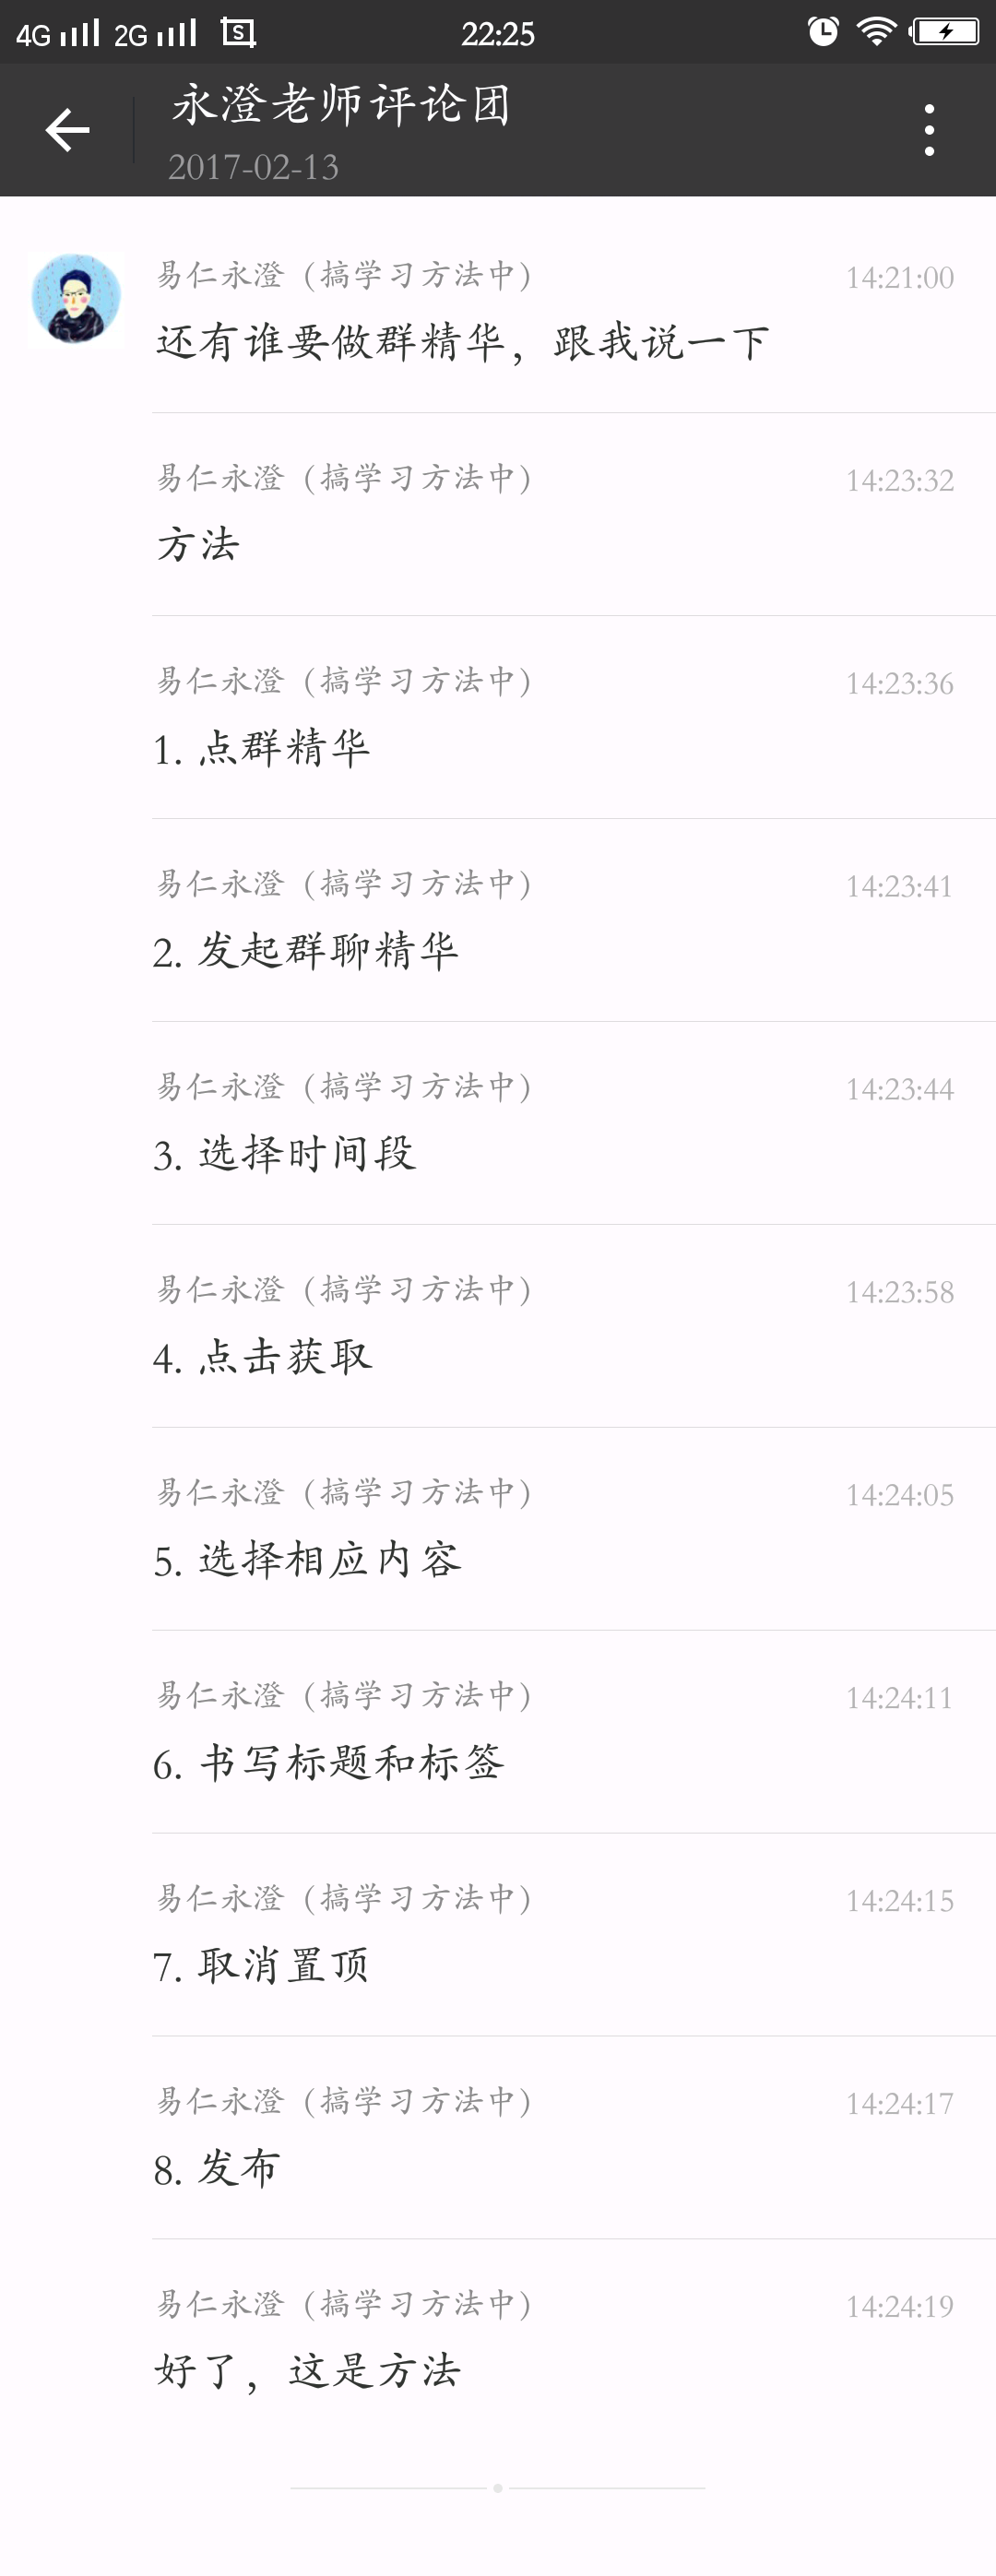 4G 2G S 22:25
永澄老师评论团
2017-02-13
易仁永澄（搞学习方法中） 14:21:00
还有谁要做群精华，跟我说一下
易仁永澄（搞学习方法中） 14:23:32
方法
易仁永澄（搞学习方法中） 14:23:36
1. 点群精华
易仁永澄（搞学习方法中） 14:23:41
2. 发起群聊精华
易仁永澄（搞学习方法中） 14:23:44
3. 选择时间段
易仁永澄（搞学习方法中） 14:23:58
4. 点击获取
易仁永澄（搞学习方法中） 14:24:05
5. 选择相应内容
易仁永澄（搞学习方法中） 14:24:11
6. 书写标题和标签
易仁永澄（搞学习方法中） 14:24:15
7. 取消置顶
易仁永澄（搞学习方法中） 14:24:17
8. 发布
易仁永澄（搞学习方法中） 14:24:19
好了，这是方法